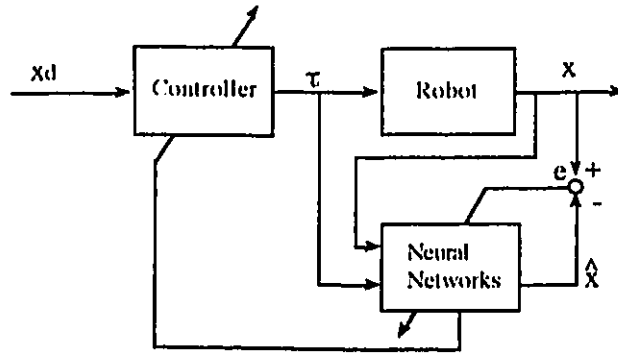 xd
Controller
τ
Robot
x
e
+
-
Neural
Networks
x̂